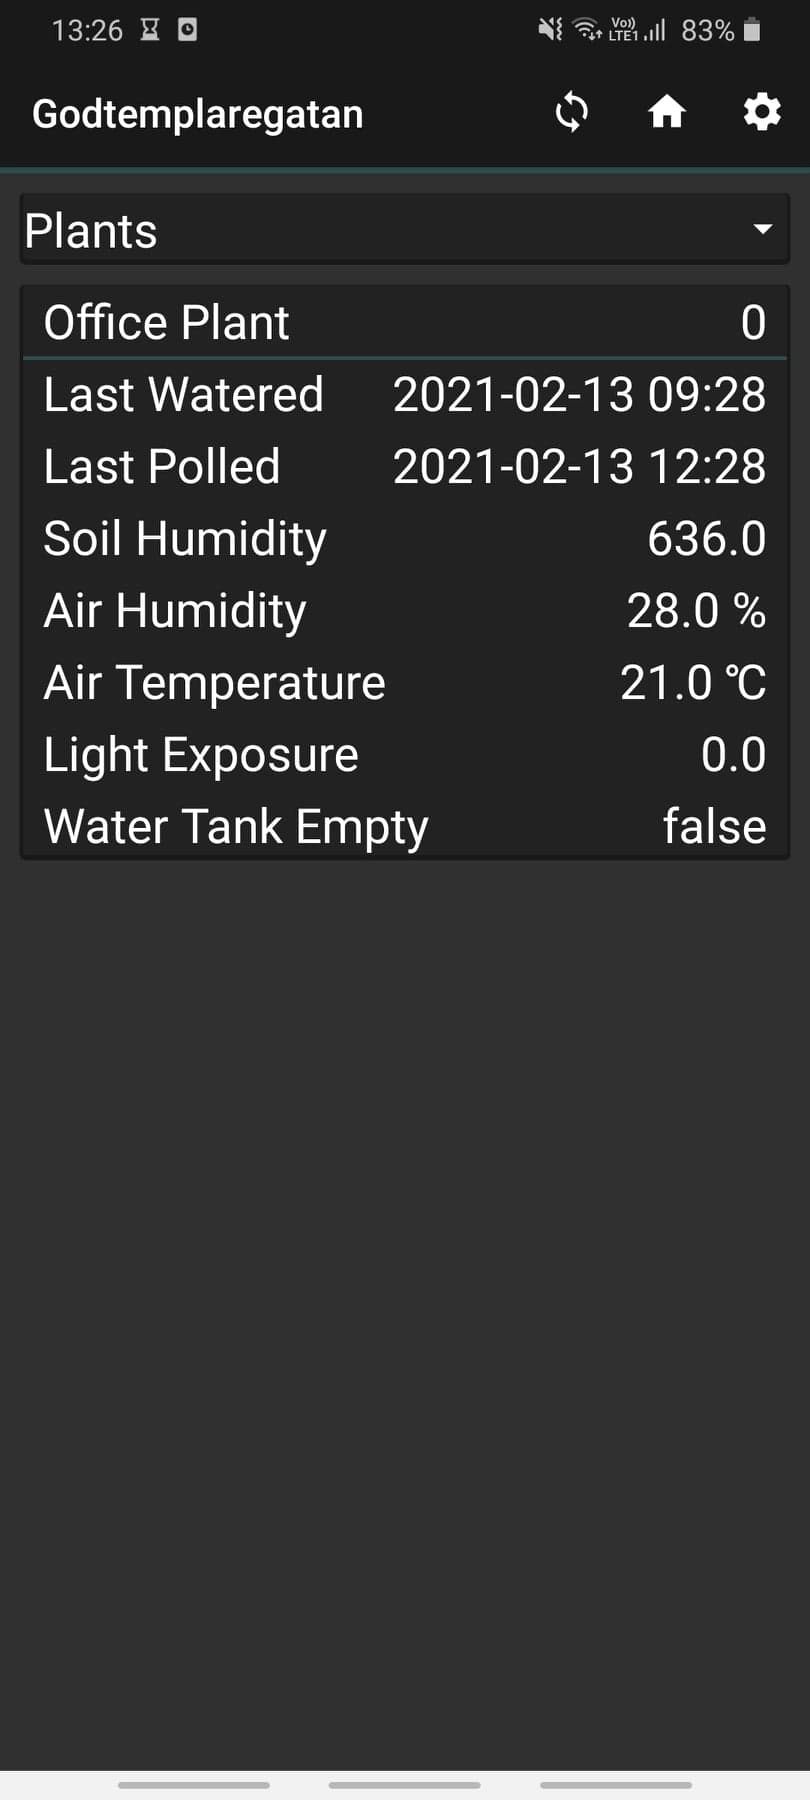 13:26 Vo)) LTE1 83%
Godtemplaregatan
Plants
Office Plant 0
Last Watered 2021-02-13 09:28
Last Polled 2021-02-13 12:28
Soil Humidity 636.0
Air Humidity 28.0 %
Air Temperature 21.0 °C
Light Exposure 0.0
Water Tank Empty false